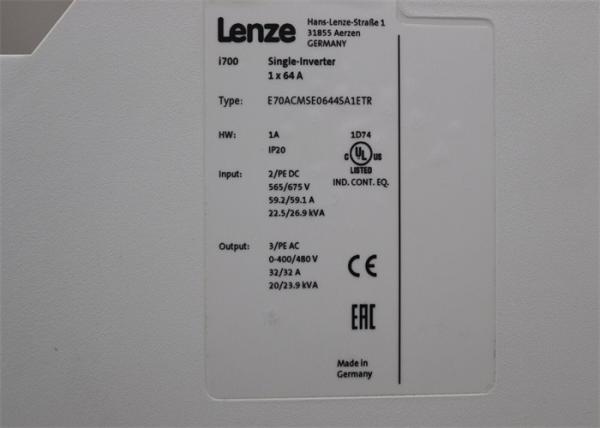 Lenze
Hans-Lenze-Straße 1
31855 Aerzen
GERMANY
i700 Single-Inverter
1 x 64 A
Type: E70ACMSE0644SA1ETR
HW: 1A 1D74
IP20
C UL US
LISTED
IND. CONT. EQ.
Input: 2/PE DC
565/675 V
59.2/59.1 A
22.5/26.9 kVA
Output: 3/PE AC
0-400/480 V
32/32 A
20/23.9 kVA
CE
EAC
Made in
Germany